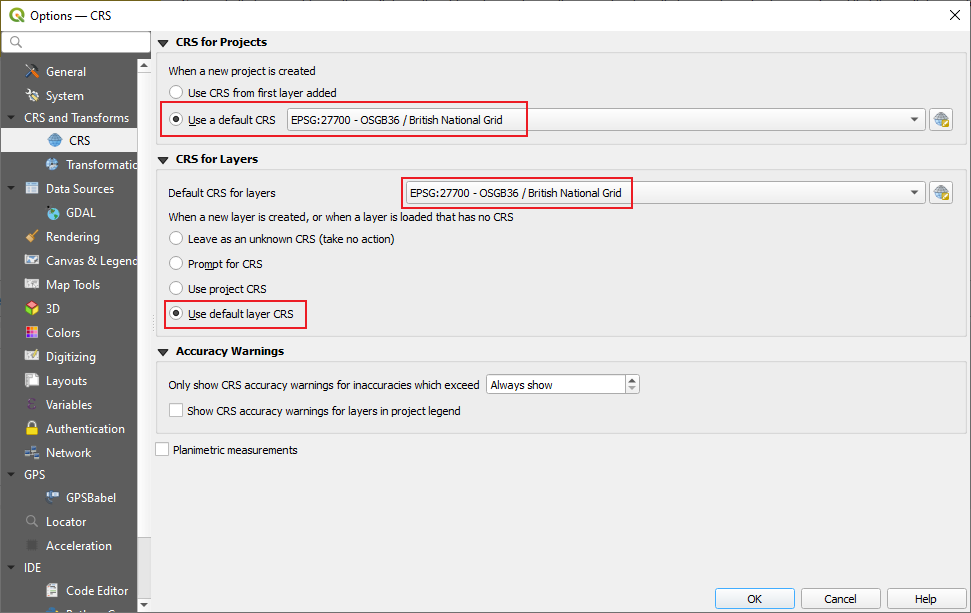 Options — CRS
General
System
CRS and Transforms
CRS
Transformatic
Data Sources
GDAL
Rendering
Canvas & Legend
Map Tools
3D
Colors
Digitizing
Layouts
Variables
Authentication
Network
GPS
GPSBabel
Locator
Acceleration
IDE
Code Editor
CRS for Projects
When a new project is created
Use CRS from first layer added
Use a default CRS EPSG:27700 - OSGB36 / British National Grid
CRS for Layers
Default CRS for layers EPSG:27700 - OSGB36 / British National Grid
When a new layer is created, or when a layer is loaded that has no CRS
Leave as an unknown CRS (take no action)
Prompt for CRS
Use project CRS
Use default layer CRS
Accuracy Warnings
Only show CRS accuracy warnings for inaccuracies which exceed Always show
Show CRS accuracy warnings for layers in project legend
Planimetric measurements
OK Cancel Help